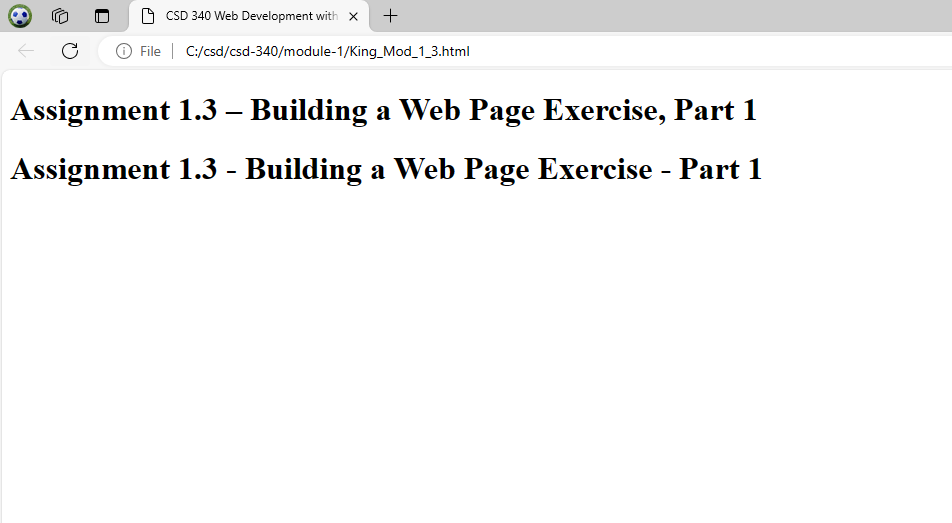 CSD 340 Web Development with
File
C:/csd/csd-340/module-1/King_Mod_1_3.html
Assignment 1.3 – Building a Web Page Exercise, Part 1
Assignment 1.3 - Building a Web Page Exercise - Part 1